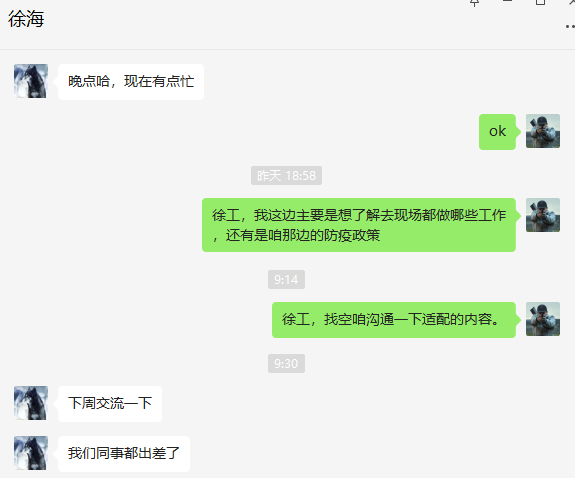 徐海
晚点哈，现在有点忙
ok
昨天 18:58
徐工，我这边主要是想了解去现场都做哪些工作
，还有是咱那边的防疫政策
9:14
徐工，找空咱沟通一下适配的内容。
9:30
下周交流一下
我们同事都出差了